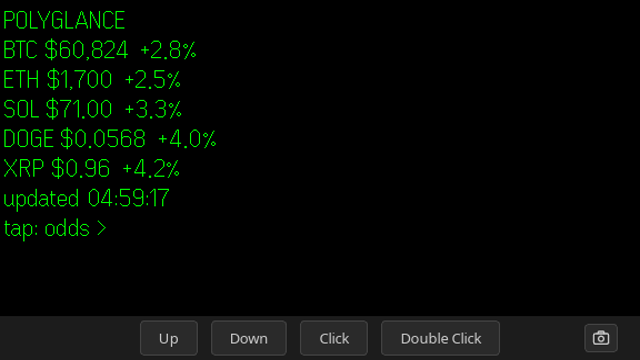 POLYGLANCE
BTC $60,824 +2.8%
ETH $1,700 +2.5%
SOL $71.00 +3.3%
DOGE $0.0568 +4.0%
XRP $0.96 +4.2%
updated 04:59:17
tap: odds >
Up Down Click Double Click